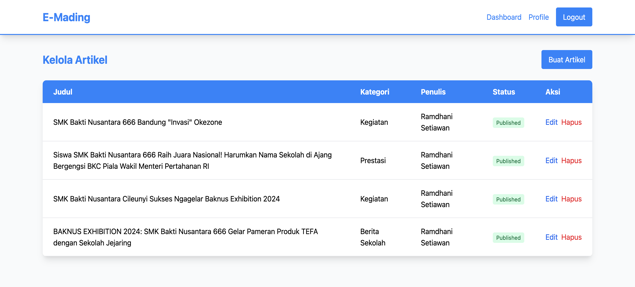 E-Mading
Dashboard Profile Logout
Kelola Artikel
Buat Artikel
Judul Kategori Penulis Status Aksi
SMK Bakti Nusantara 666 Bandung "Invasi" Okezone
Kegiatan
Ramdhani
Setiawan
Published
Edit Hapus
Siswa SMK Bakti Nusantara 666 Raih Juara Nasional! Harumkan Nama Sekolah di Ajang
Bergengsi BKC Piala Wakil Menteri Pertahanan RI
Prestasi
Ramdhani
Setiawan
Published
Edit Hapus
SMK Bakti Nusantara Cileunyi Sukses Ngagelar Baknus Exhibition 2024
Kegiatan
Ramdhani
Setiawan
Published
Edit Hapus
BAKNUS EXHIBITION 2024: SMK Bakti Nusantara 666 Gelar Pameran Produk TEFA
dengan Sekolah Jejaring
Berita
Sekolah
Ramdhani
Setiawan
Published
Edit Hapus